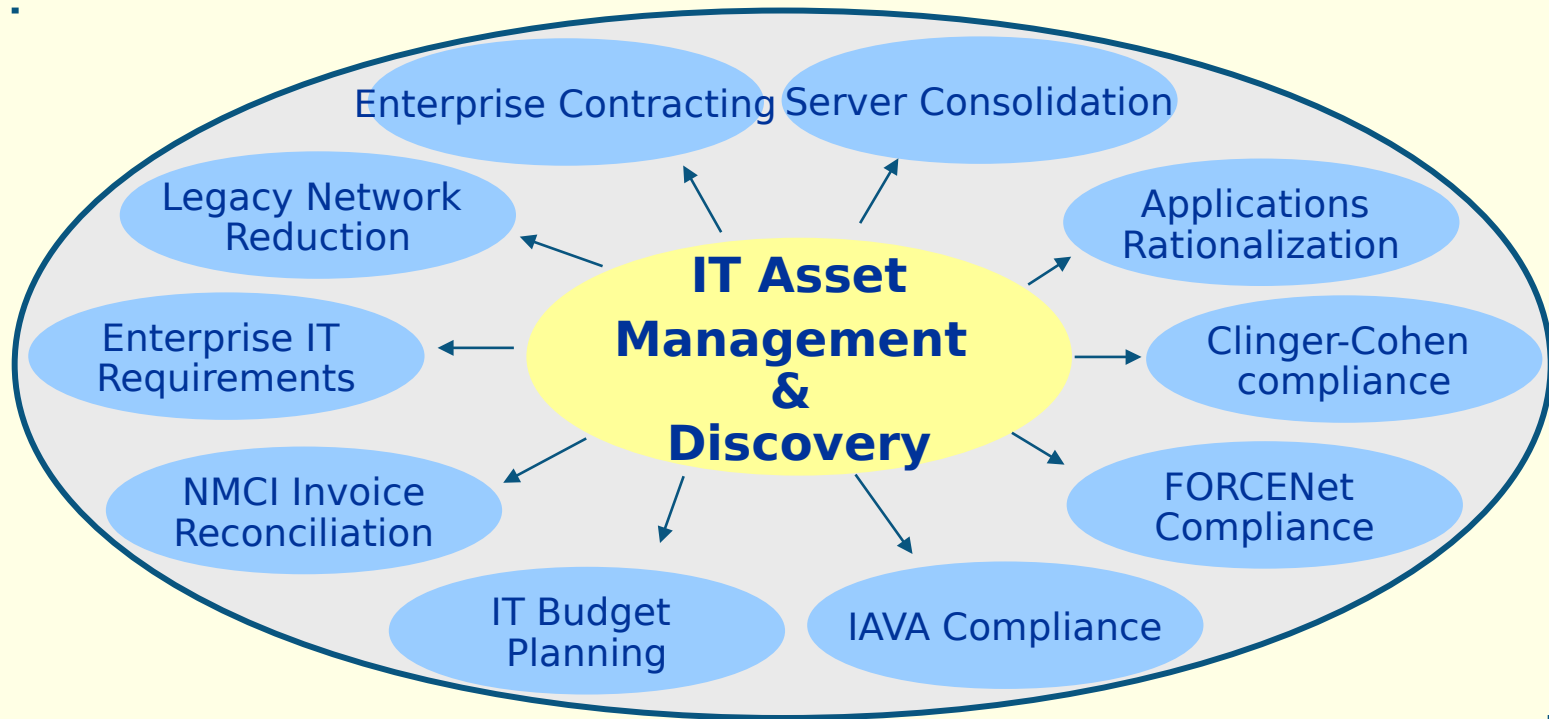 Enterprise Contracting
Server Consolidation
Legacy Network
Reduction
Applications
Rationalization
IT Asset
Management
&
Discovery
Enterprise IT
Requirements
Clinger-Cohen
compliance
NMCI Invoice
Reconciliation
FORCENet
Compliance
IT Budget
Planning
IAVA Compliance